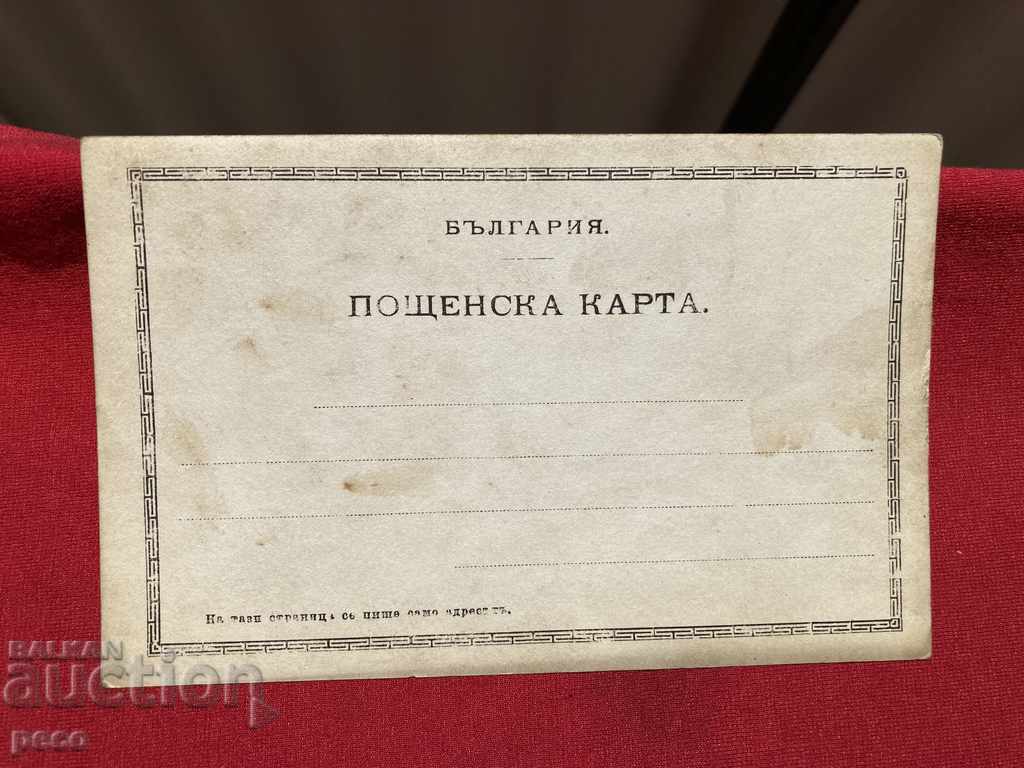 БЪЛГАРИЯ.
ПОЩЕНСКА КАРТА.
На тази страница се пише само адресътъ.
BALKAN
auction
peco